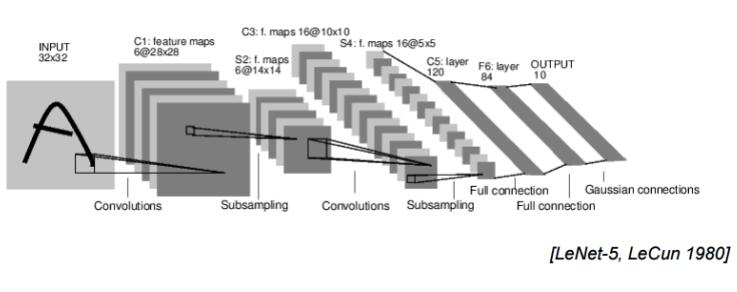 INPUT
32x32
C1: feature maps
6@28x28
C3: f. maps 16@10x10
S2: f. maps
6@14x14
S4: f. maps 16@5x5
C5: layer
120
F6: layer
84
OUTPUT
10
Convolutions
Subsampling
Convolutions
Subsampling
Full connection
Full connection
Gaussian connections
[LeNet-5, LeCun 1980]